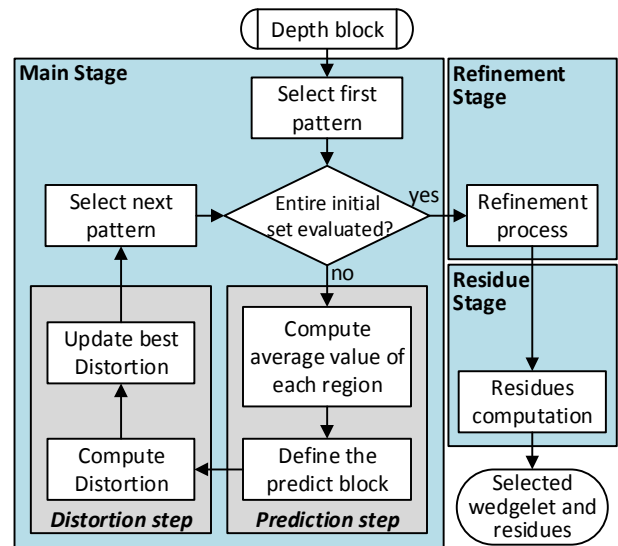 Depth block
Main Stage
Select first
pattern
Refinement
Stage
Select next
pattern
Entire initial
set evaluated?
yes
Refinement
process
no
Residue
Stage
Update best
Distortion
Compute
average value of
each region
Residues
computation
Compute
Distortion
Define the
predict block
Distortion step
Prediction step
Selected
wedgelet and
residues